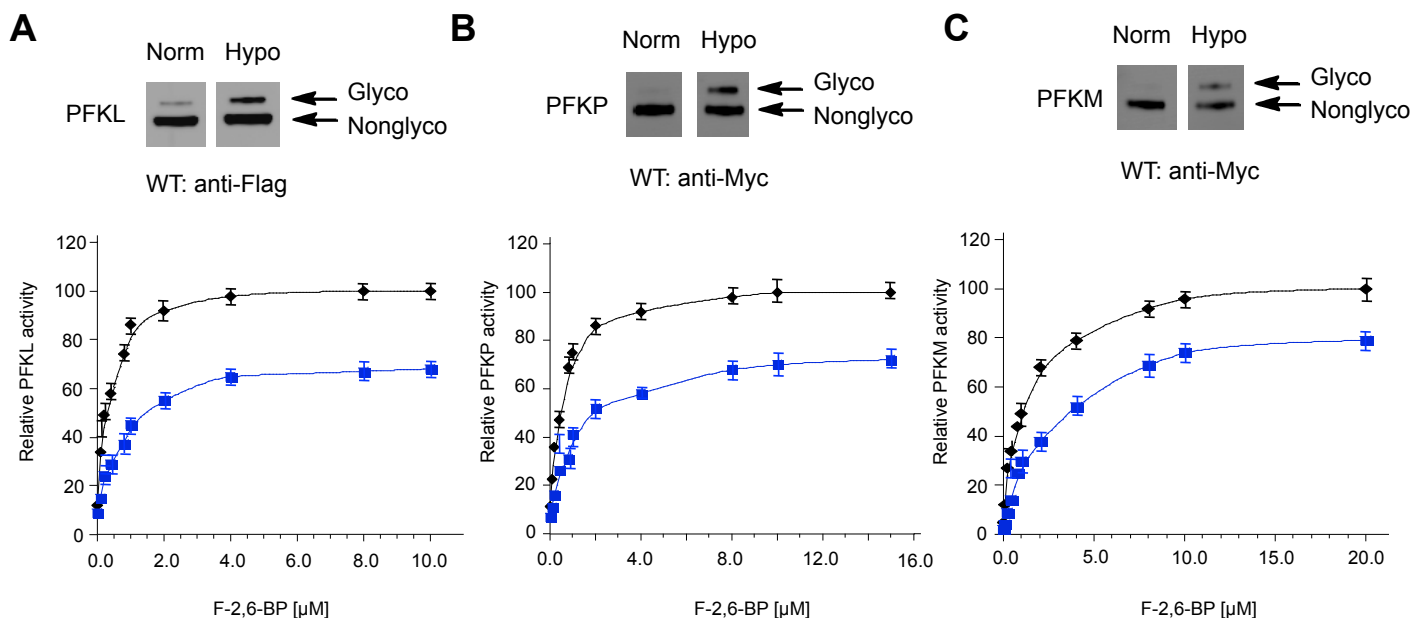 A
Norm Hypo
PFKL
Glyco
Nonglyco
WT: anti-Flag
Relative PFKL activity
120
100
80
60
40
20
0
0.0 2.0 4.0 6.0 8.0 10.0
F-2,6-BP [µM]
B
Norm Hypo
PFKP
Glyco
Nonglyco
WT: anti-Myc
Relative PFKP activity
120
100
80
60
40
20
0
0.0 4.0 8.0 12.0 16.0
F-2,6-BP [µM]
C
Norm Hypo
PFKM
Glyco
Nonglyco
WT: anti-Myc
Relative PFKM activity
120
100
80
60
40
20
0
0.0 5.0 10.0 15.0 20.0
F-2,6-BP [µM]